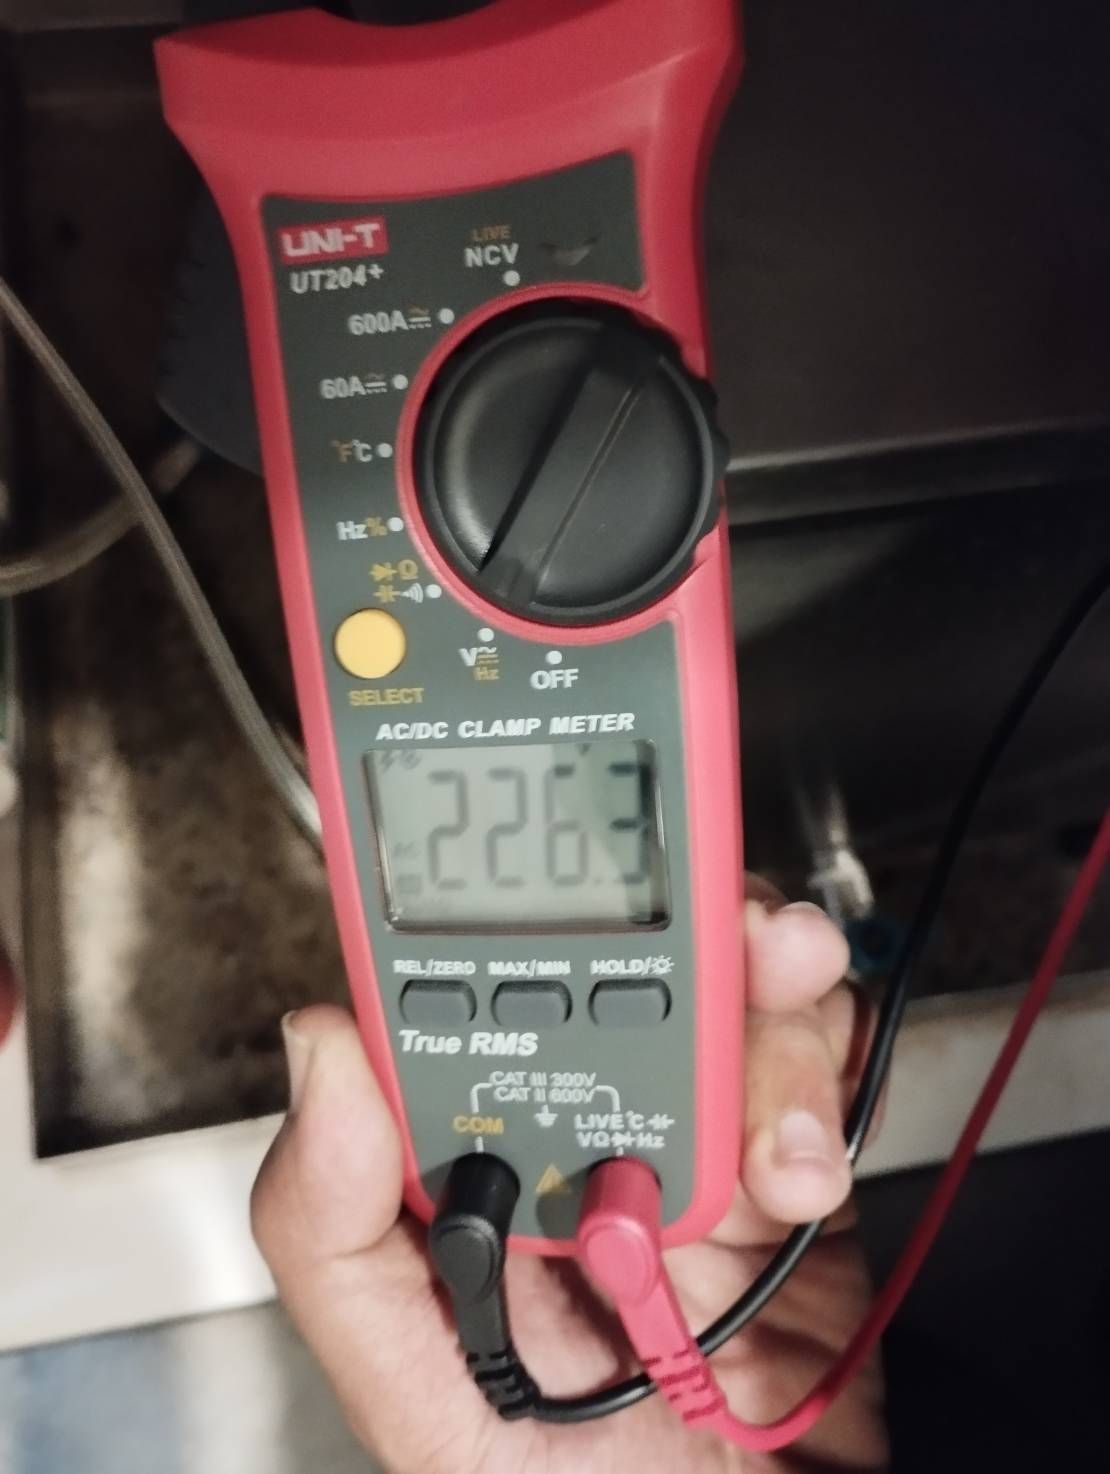 LIVE
NCV
UNI-T
UT204+
600A
60A
°F°C
Hz%
Ω
V
Hz
OFF
SELECT
AC/DC CLAMP METER
226.3
REL/ZERO MAX/MIN HOLD/
True RMS
CAT III 300V
CAT II 600V
COM
LIVE °C
VΩ Hz